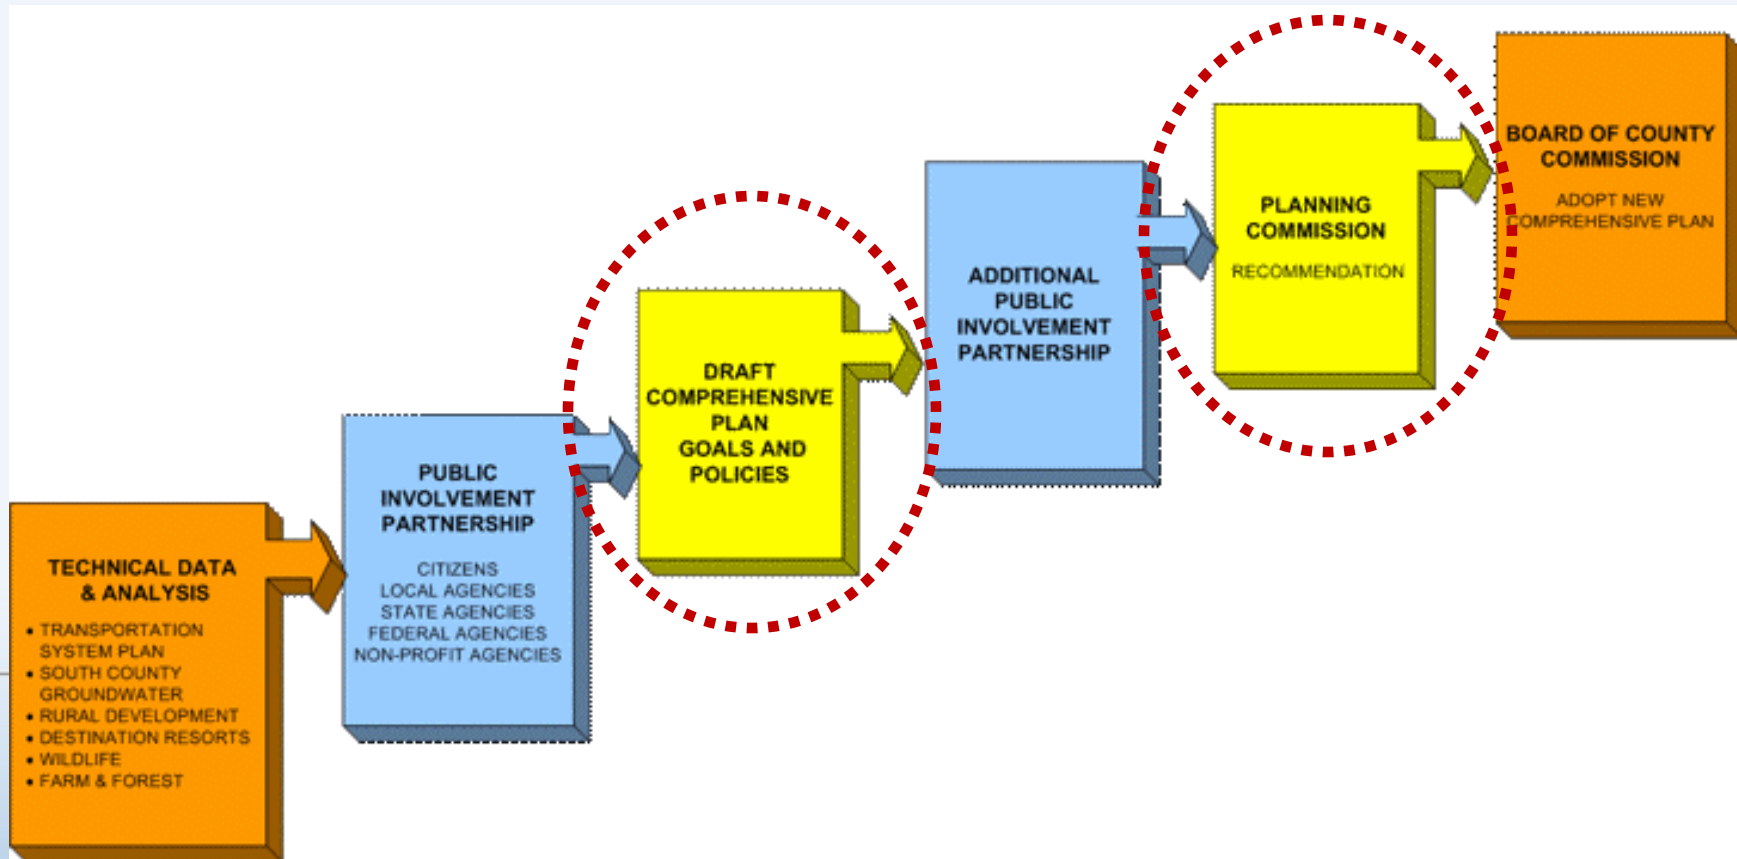 TECHNICAL DATA
& ANALYSIS
• TRANSPORTATION
SYSTEM PLAN
• SOUTH COUNTY
GROUNDWATER
• RURAL DEVELOPMENT
• DESTINATION RESORTS
• WILDLIFE
• FARM & FOREST
PUBLIC
INVOLVEMENT
PARTNERSHIP
CITIZENS
LOCAL AGENCIES
STATE AGENCIES
FEDERAL AGENCIES
NON-PROFIT AGENCIES
DRAFT
COMPREHENSIVE
PLAN
GOALS AND
POLICIES
ADDITIONAL
PUBLIC
INVOLVEMENT
PARTNERSHIP
PLANNING
COMMISSION
RECOMMENDATION
BOARD OF COUNTY
COMMISSION
ADOPT NEW
COMPREHENSIVE PLAN